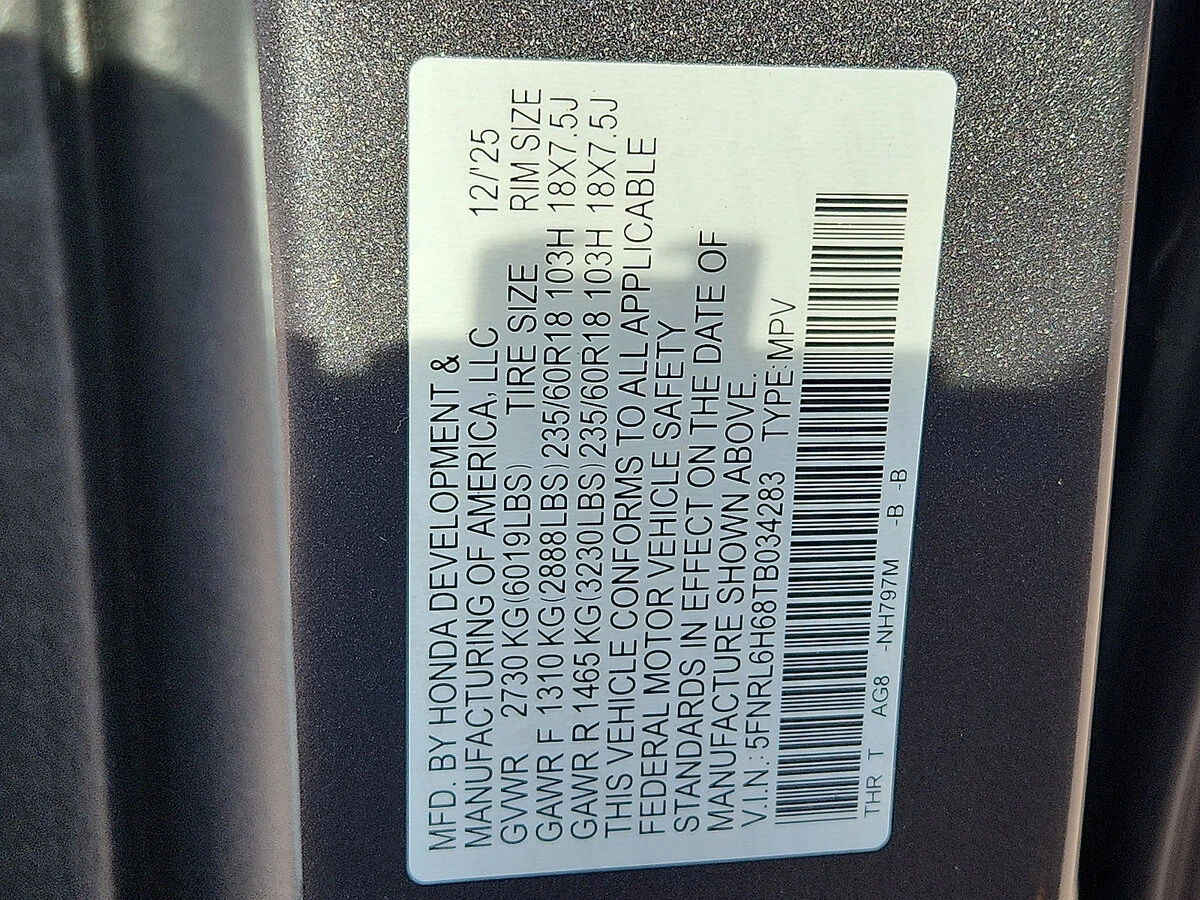 MFD. BY HONDA DEVELOPMENT &
MANUFACTURING OF AMERICA, LLC 12/'25
GVWR 2730 KG(6019LBS) TIRE SIZE RIM SIZE
GAWR F 1310 KG(2888LBS)235/60R18 103H 18X7.5J
GAWR R 1465 KG(3230LBS)235/60R18 103H 18X7.5J
THIS VEHICLE CONFORMS TO ALL APPLICABLE
FEDERAL MOTOR VEHICLE SAFETY
STANDARDS IN EFFECT ON THE DATE OF
MANUFACTURE SHOWN ABOVE.
V.I.N.:5FNRL6H68TB034283 TYPE:MPV
THR T AG8 -NH797M -B -B